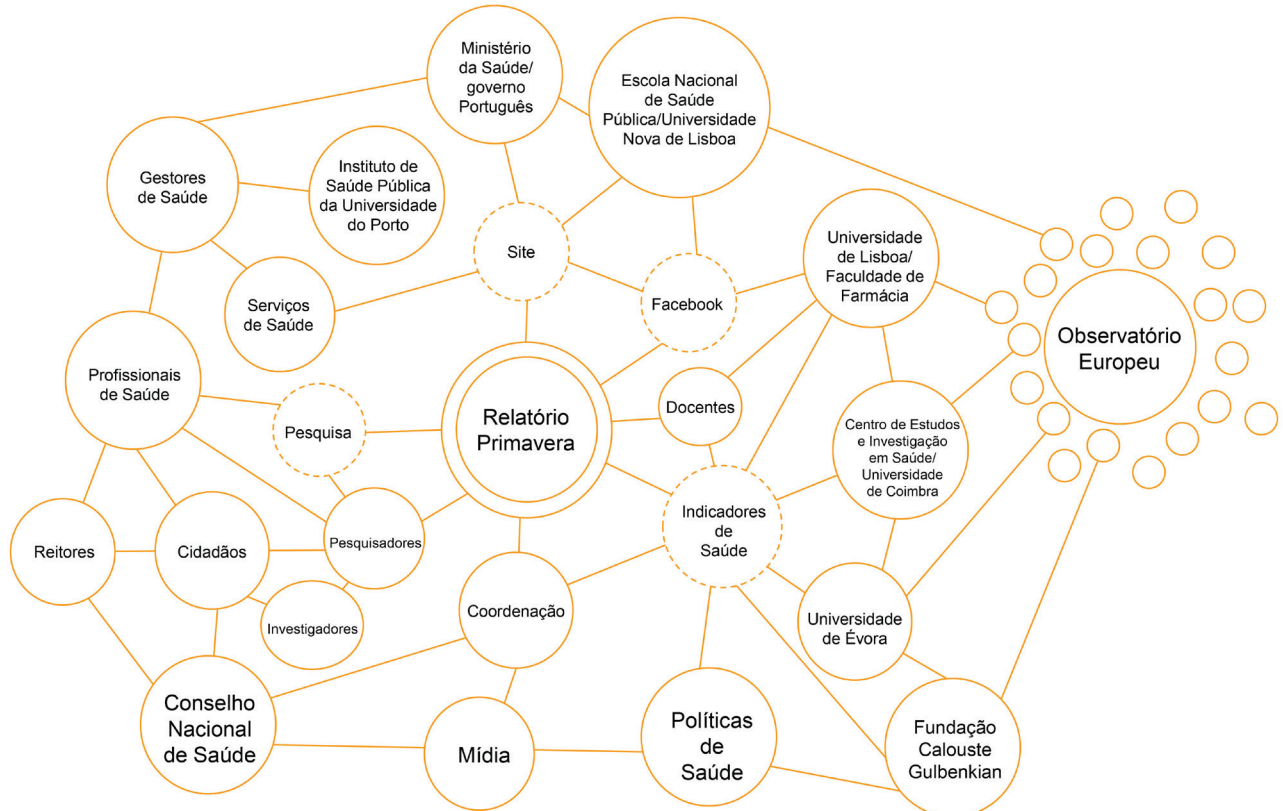 Ministério
da Saúde/
governo
Português
Escola Nacional
de Saúde
Pública/Universidade
Nova de Lisboa
Gestores
de Saúde
Instituto de
Saúde Pública
da Universidade
do Porto
Site
Universidade
de Lisboa/
Faculdade de
Farmácia
Serviços
de Saúde
Facebook
Observatório
Europeu
Profissionais
de Saúde
Pesquisa
Relatório
Primavera
Docentes
Centro de Estudos
e Investigação
em Saúde/
Universidade
de Coimbra
Reitores
Cidadãos
Pesquisadores
Indicadores
de
Saúde
Investigadores
Coordenação
Universidade
de Évora
Conselho
Nacional
de Saúde
Mídia
Políticas
de
Saúde
Fundação
Calouste
Gulbenkian